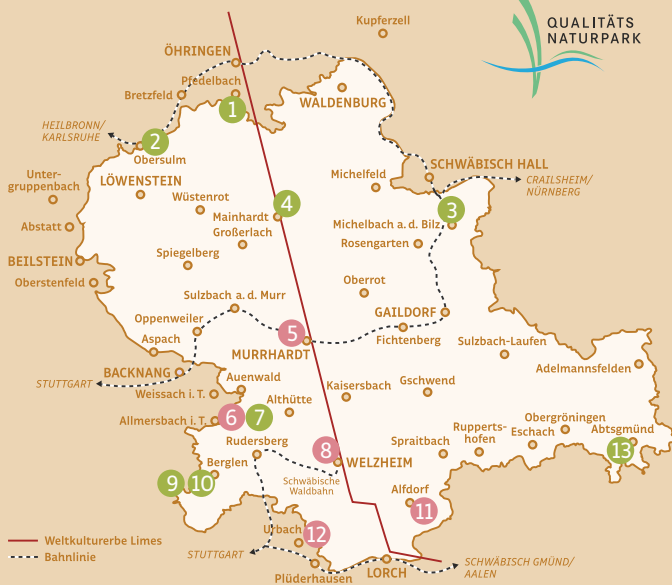 Kupferzell
QUALITÄTS
NATURPARK
ÖHRINGEN
Pfedelbach
Bretzfeld
1
WALDENBURG
HEILBRONN/
KARLSRUHE
2
Obersulm
SCHWÄBISCH HALL
CRAILSHEIM/
NÜRNBERG
Unter-
gruppenbach
LÖWENSTEIN
Michelfeld
Wüstenrot
4
3
Mainhardt
Michelbach a. d. Bilz
Abstatt
Großerlach
Rosengarten
Spiegelberg
BEILSTEIN
Oberstenfeld
Oberrot
Sulzbach a. d. Murr
GAILDORF
Oppenweiler
5
Fichtenberg
Sulzbach-Laufen
Aspach
MURRHARDT
Adelmannsfelden
BACKNANG
STUTTGART
Auenwald
Kaisersbach
Gschwend
Weissach i. T.
Althütte
Allmersbach i. T.
6
7
Obergröningen
Rupperts-
hofen
Eschach
Abtsgmünd
Rudersberg
8
Spraitbach
13
WELZHEIM
Berglen
9
10
Schwäbische
Waldbahn
Alfdorf
11
Urbach
12
Weltkulturerbe Limes
Bahnlinie
STUTTGART
Plüderhausen
LORCH
SCHWÄBISCH GMÜND/
AALEN